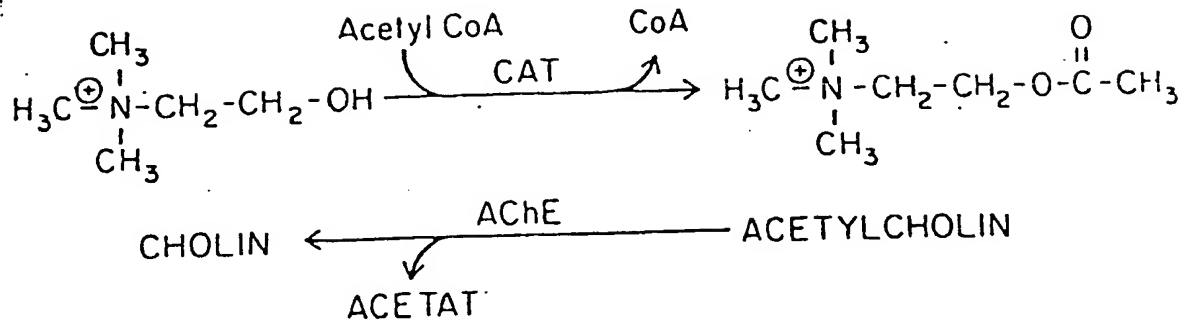 Acetyl CoA CoA O
CH₃ CH₃ ||
H₃C-⊕N-CH₂-CH₂-OH CAT H₃C-⊕N-CH₂-CH₂-O-C-CH₃
CH₃ CH₃
CHOLIN AChE ACETYLCHOLIN
ACETAT